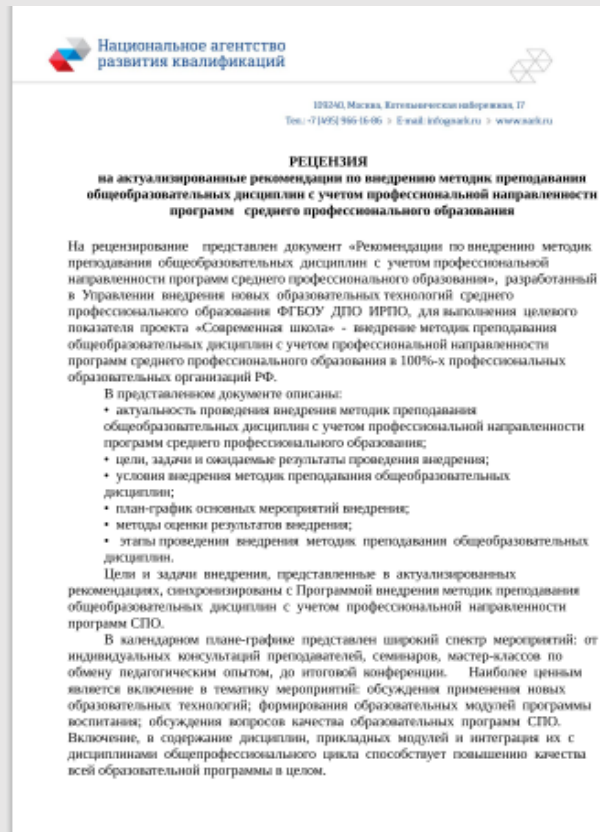 Национальное агентство
развития квалификаций
109240, Москва, Котельническая набережная, 17
Тел.: +7 (495) 966-16-86 > E-mail: info@nark.ru > www.nark.ru
РЕЦЕНЗИЯ
на актуализированные рекомендации по внедрению методик преподавания
общеобразовательных дисциплин с учетом профессиональной направленности
программ среднего профессионального образования
На рецензирование представлен документ «Рекомендации по внедрению методик
преподавания общеобразовательных дисциплин с учетом профессиональной
направленности программ среднего профессионального образования», разработанный
в Управлении внедрения новых образовательных технологий среднего
профессионального образования ФГБОУ ДПО ИРПО, для выполнения целевого
показателя проекта «Современная школа» - внедрение методик преподавания
общеобразовательных дисциплин с учетом профессиональной направленности
программ среднего профессионального образования в 100%-х профессиональных
образовательных организаций РФ.
В представленном документе описаны:
• актуальность проведения внедрения методик преподавания
общеобразовательных дисциплин с учетом профессиональной направленности
программ среднего профессионального образования;
• цели, задачи и ожидаемые результаты проведения внедрения;
• условия внедрения методик преподавания общеобразовательных
дисциплин;
• план-график основных мероприятий внедрения;
• методы оценки результатов внедрения;
• этапы проведения внедрения методик преподавания общеобразовательных
дисциплин.
Цели и задачи внедрения, представленные в актуализированных
рекомендациях, синхронизированы с Программой внедрения методик преподавания
общеобразовательных дисциплин с учетом профессиональной направленности
программ СПО.
В календарном плане-графике представлен широкий спектр мероприятий: от
индивидуальных консультаций преподавателей, семинаров, мастер-классов по
обмену педагогическим опытом, до итоговой конференции. Наиболее ценным
является включение в тематику мероприятий: обсуждения применения новых
образовательных технологий; формирования образовательных модулей программы
воспитания; обсуждения вопросов качества образовательных программ СПО.
Включение, в содержание дисциплин, прикладных модулей и интеграция их с
дисциплинами общепрофессионального цикла способствует повышению качества
всей образовательной программы в целом.